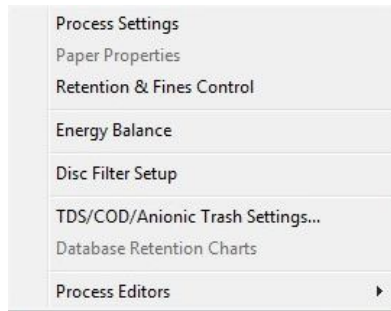 Process Settings
Paper Properties
Retention & Fines Control
Energy Balance
Disc Filter Setup
TDS/COD/Anionic Trash Settings...
Database Retention Charts
Process Editors